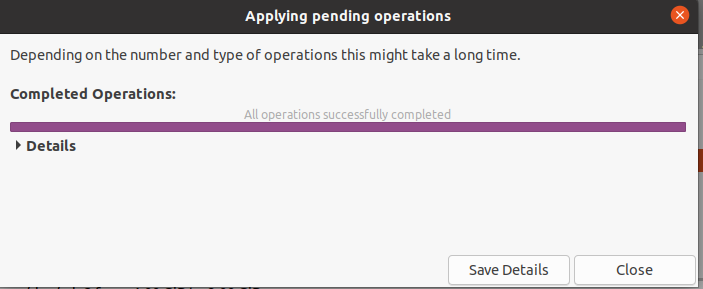 Applying pending operations
Depending on the number and type of operations this might take a long time.
Completed Operations:
All operations successfully completed
Details
Save Details
Close